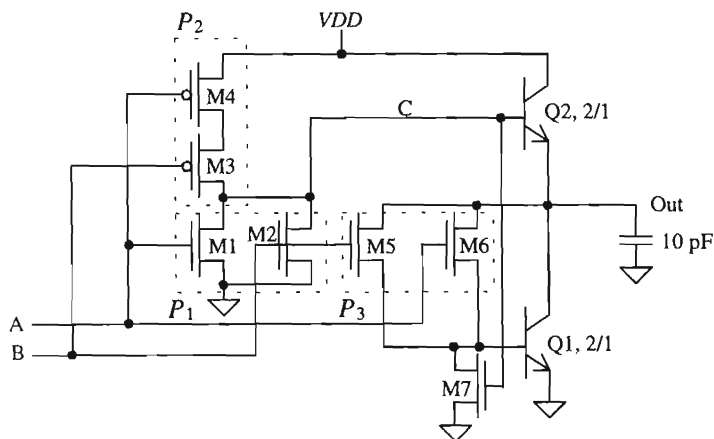 P2
VDD
M4
C
Q2, 2/1
M3
Out
M1
M2
M5
M6
10 pF
P1
P3
A
B
Q1, 2/1
M7